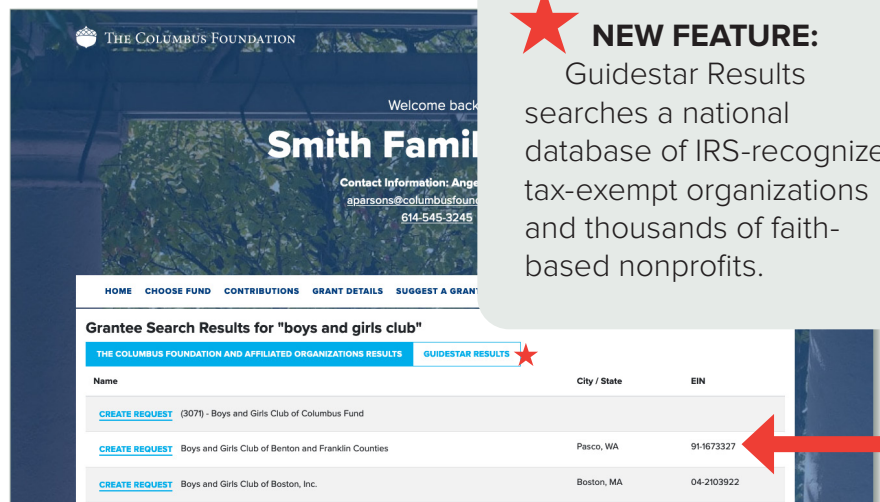 THE COLUMBUS FOUNDATION
NEW FEATURE:
Guidestar Results
searches a national
database of IRS-recognize
tax-exempt organizations
and thousands of faith-
based nonprofits.
Welcome back
Smith Famil
Contact Information: Ange
aparsons@columbusfoun
614-545-3245
HOME CHOOSE FUND CONTRIBUTIONS GRANT DETAILS SUGGEST A GRAN
Grantee Search Results for "boys and girls club"
THE COLUMBUS FOUNDATION AND AFFILIATED ORGANIZATIONS RESULTS GUIDESTAR RESULTS
Name City / State EIN
CREATE REQUEST (3071) - Boys and Girls Club of Columbus Fund
CREATE REQUEST Boys and Girls Club of Benton and Franklin Counties Pasco, WA 91-1673327
CREATE REQUEST Boys and Girls Club of Boston, Inc. Boston, MA 04-2103922